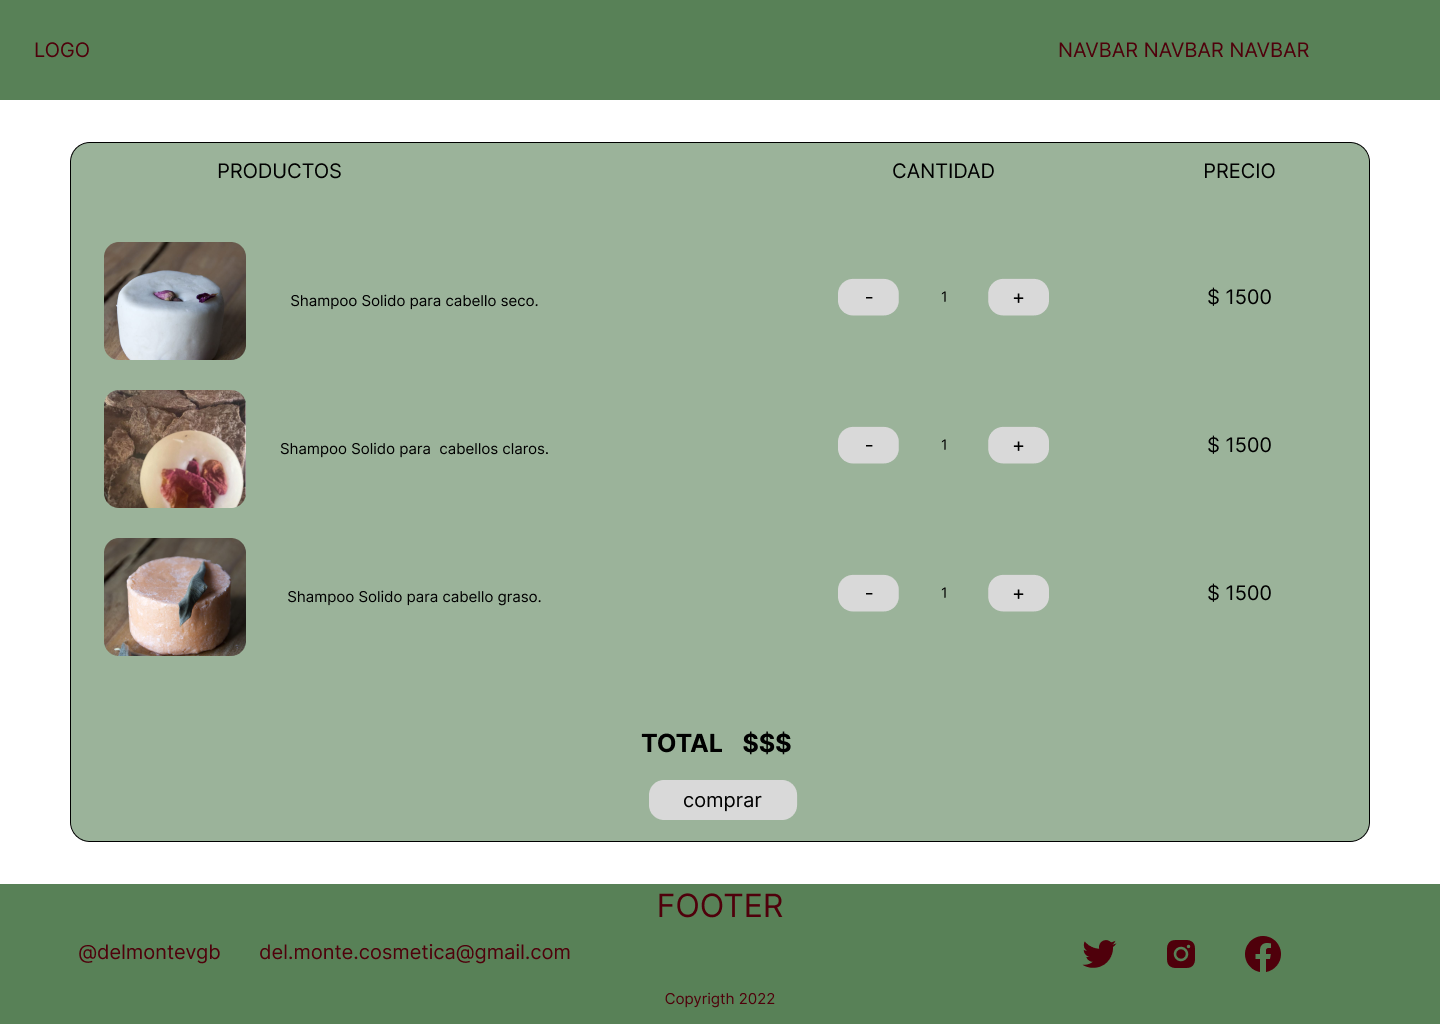 LOGO
NAVBAR NAVBAR NAVBAR
PRODUCTOS CANTIDAD PRECIO
Shampoo Solido para cabello seco. - 1 + $ 1500
Shampoo Solido para  cabellos claros. - 1 + $ 1500
Shampoo Solido para cabello graso. - 1 + $ 1500
TOTAL $$$
comprar
FOOTER
@delmontevgb del.monte.cosmetica@gmail.com
Copyrigth 2022